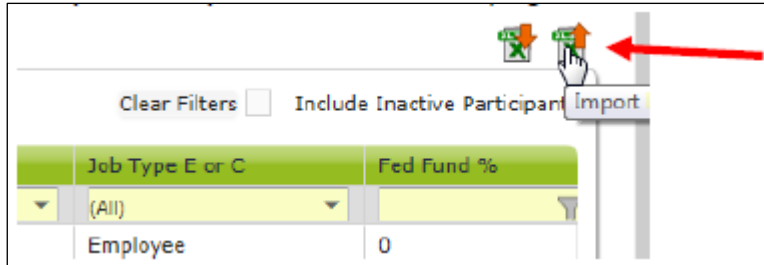 Clear Filters Include Inactive Participant
Import
Job Type E or C Fed Fund %
(All)
Employee 0